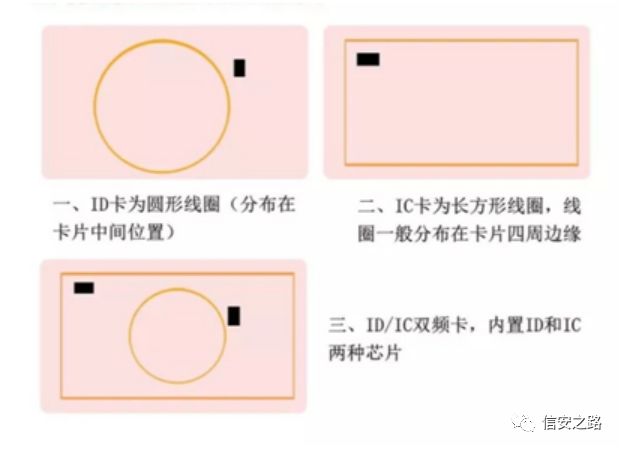 一、ID卡为圆形线圈（分布在
卡片中间位置）
二、IC卡为长方形线圈，线
圈一般分布在卡片四周边缘
三、ID/IC双频卡，内置ID和IC
两种芯片
信安之路